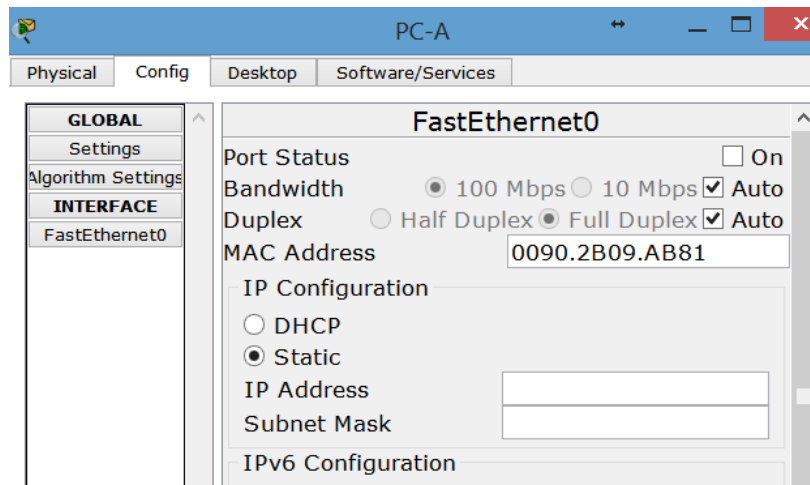 PC-A
Physical Config Desktop Software/Services
GLOBAL
Settings
Algorithm Settings
INTERFACE
FastEthernet0
FastEthernet0
Port Status On
Bandwidth 100 Mbps 10 Mbps Auto
Duplex Half Duplex Full Duplex Auto
MAC Address 0090.2B09.AB81
IP Configuration
DHCP
Static
IP Address
Subnet Mask
IPv6 Configuration